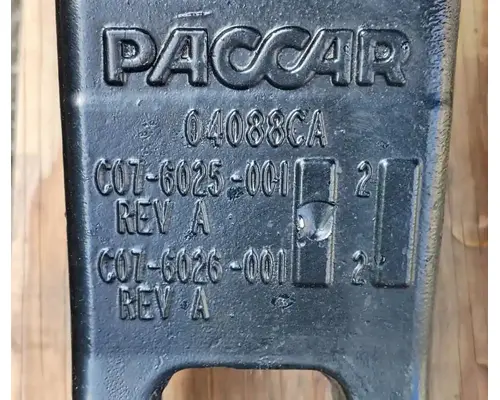 PACCAR
04088CA
C07-6025-001 2
REV A
C07-6026-001 2
REV A